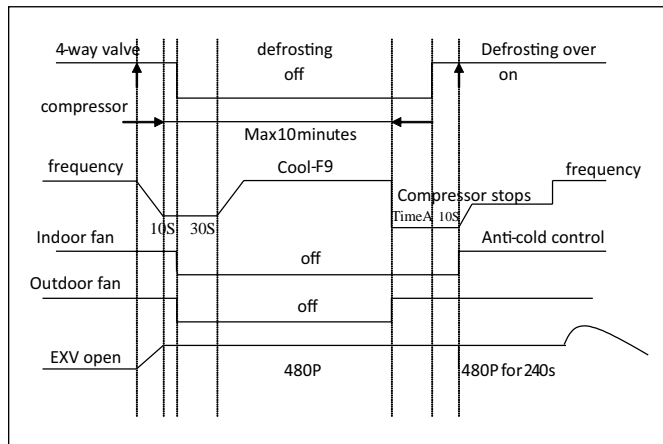 4-way valve defrosting Defrosting over
off on
compressor
Max10minutes
frequency Cool-F9 frequency
Compressor stops
10S 30S TimeA 10S
Indoor fan off Anti-cold control
Outdoor fan
off
EXV open 480P 480P for 240s